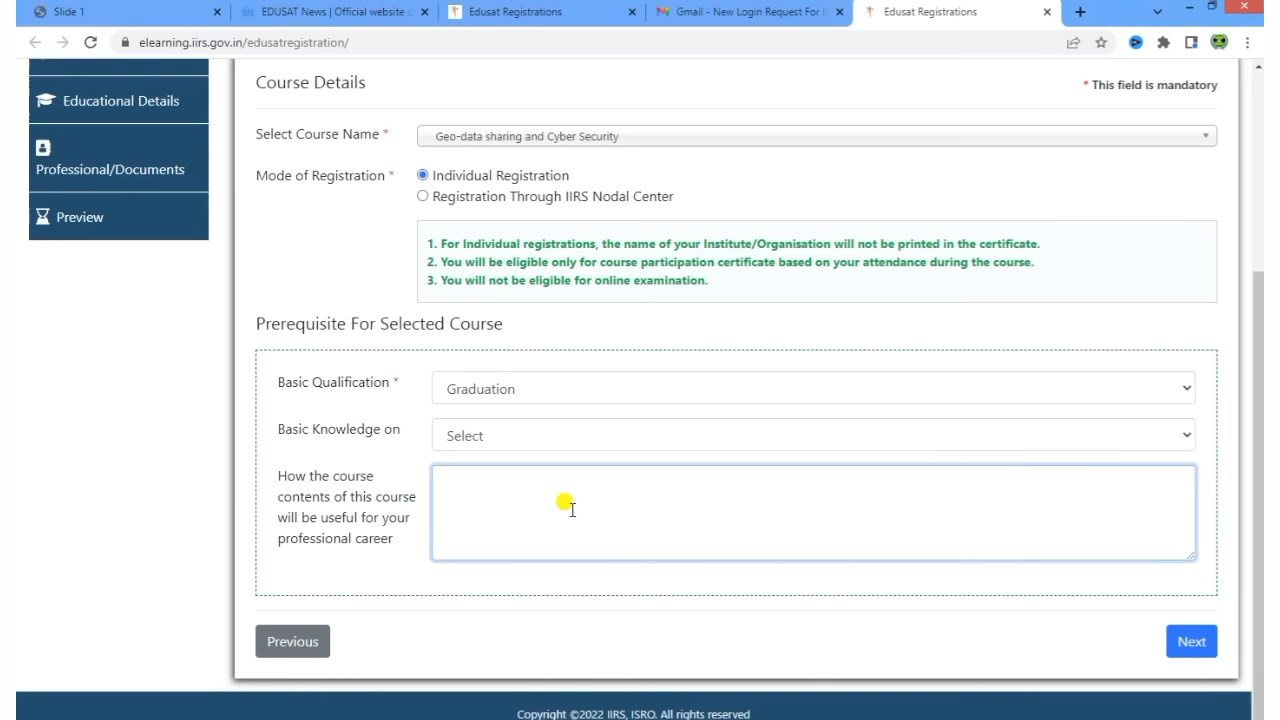 Slide 1
EDUSAT News | Official website o
Edusat Registrations
Gmail - New Login Request For I
Edusat Registrations
elearning.iirs.gov.in/edusatregistration/
Educational Details
Professional/Documents
Preview
Course Details
* This field is mandatory
Select Course Name *
Geo-data sharing and Cyber Security
Mode of Registration *
Individual Registration
Registration Through IIRS Nodal Center
1. For Individual registrations, the name of your Institute/Organisation will not be printed in the certificate.
2. You will be eligible only for course participation certificate based on your attendance during the course.
3. You will not be eligible for online examination.
Prerequisite For Selected Course
Basic Qualification *
Graduation
Basic Knowledge on
Select
How the course
contents of this course
will be useful for your
professional career
Previous
Next
Copyright ©2022 IIRS, ISRO. All rights reserved